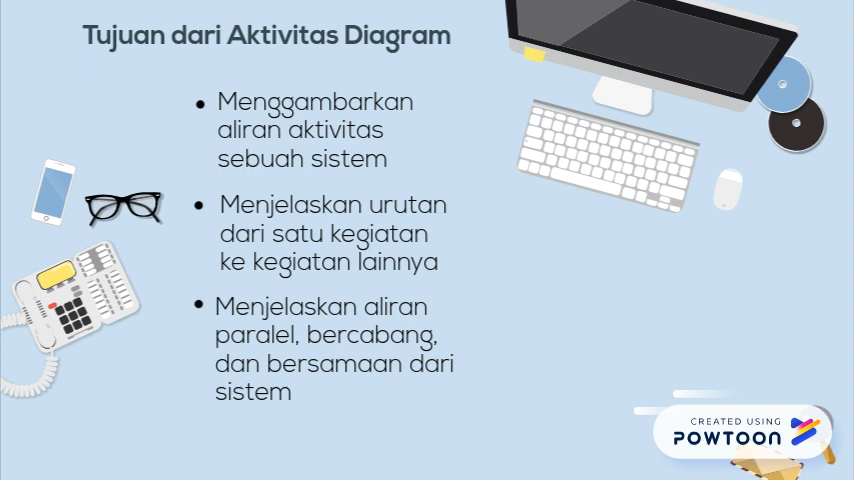 Tujuan dari Aktivitas Diagram
• Menggambarkan
aliran aktivitas
sebuah sistem
• Menjelaskan urutan
dari satu kegiatan
ke kegiatan lainnya
• Menjelaskan aliran
paralel, bercabang,
dan bersamaan dari
sistem
CREATED USING
POWTOON